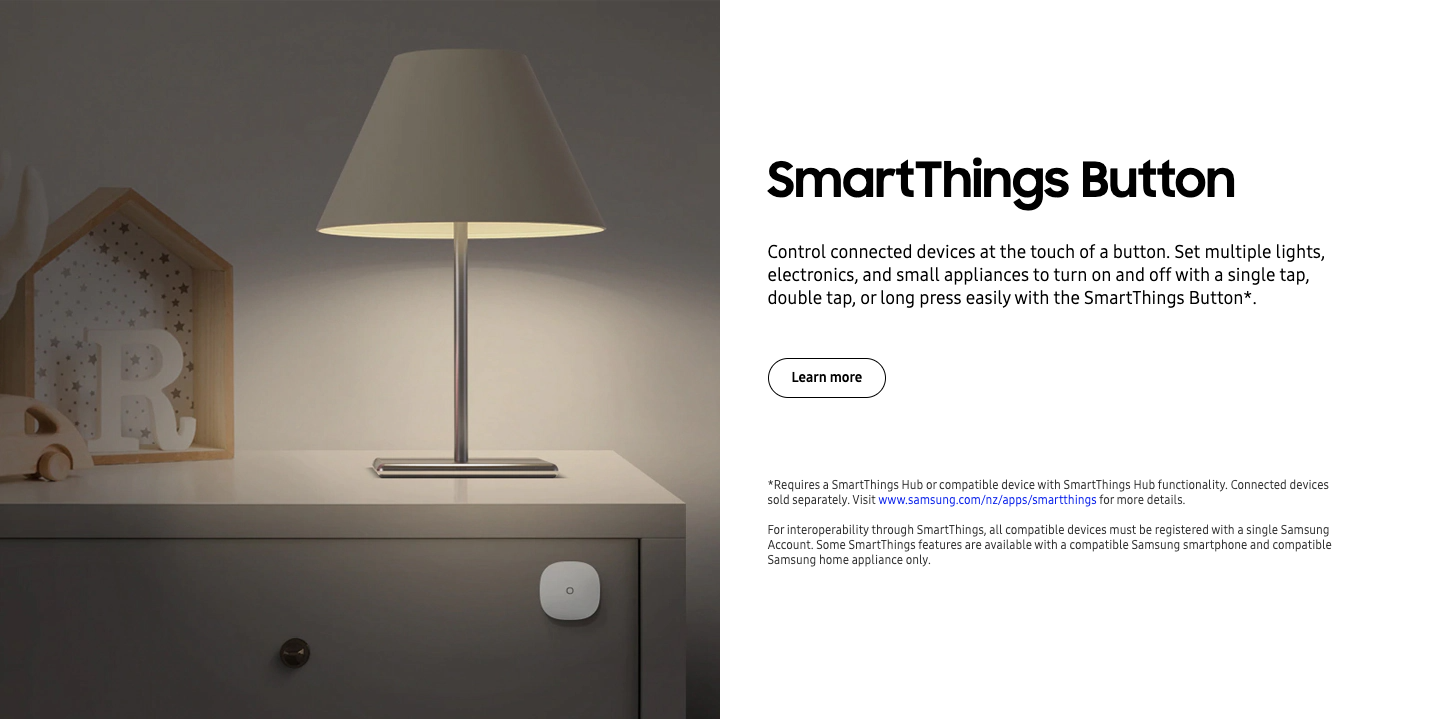 R
SmartThings Button
Control connected devices at the touch of a button. Set multiple lights,
electronics, and small appliances to turn on and off with a single tap,
double tap, or long press easily with the SmartThings Button*.
Learn more
*Requires a SmartThings Hub or compatible device with SmartThings Hub functionality. Connected devices
sold separately. Visit www.samsung.com/nz/apps/smartthings for more details.
For interoperability through SmartThings, all compatible devices must be registered with a single Samsung
Account. Some SmartThings features are available with a compatible Samsung smartphone and compatible
Samsung home appliance only.